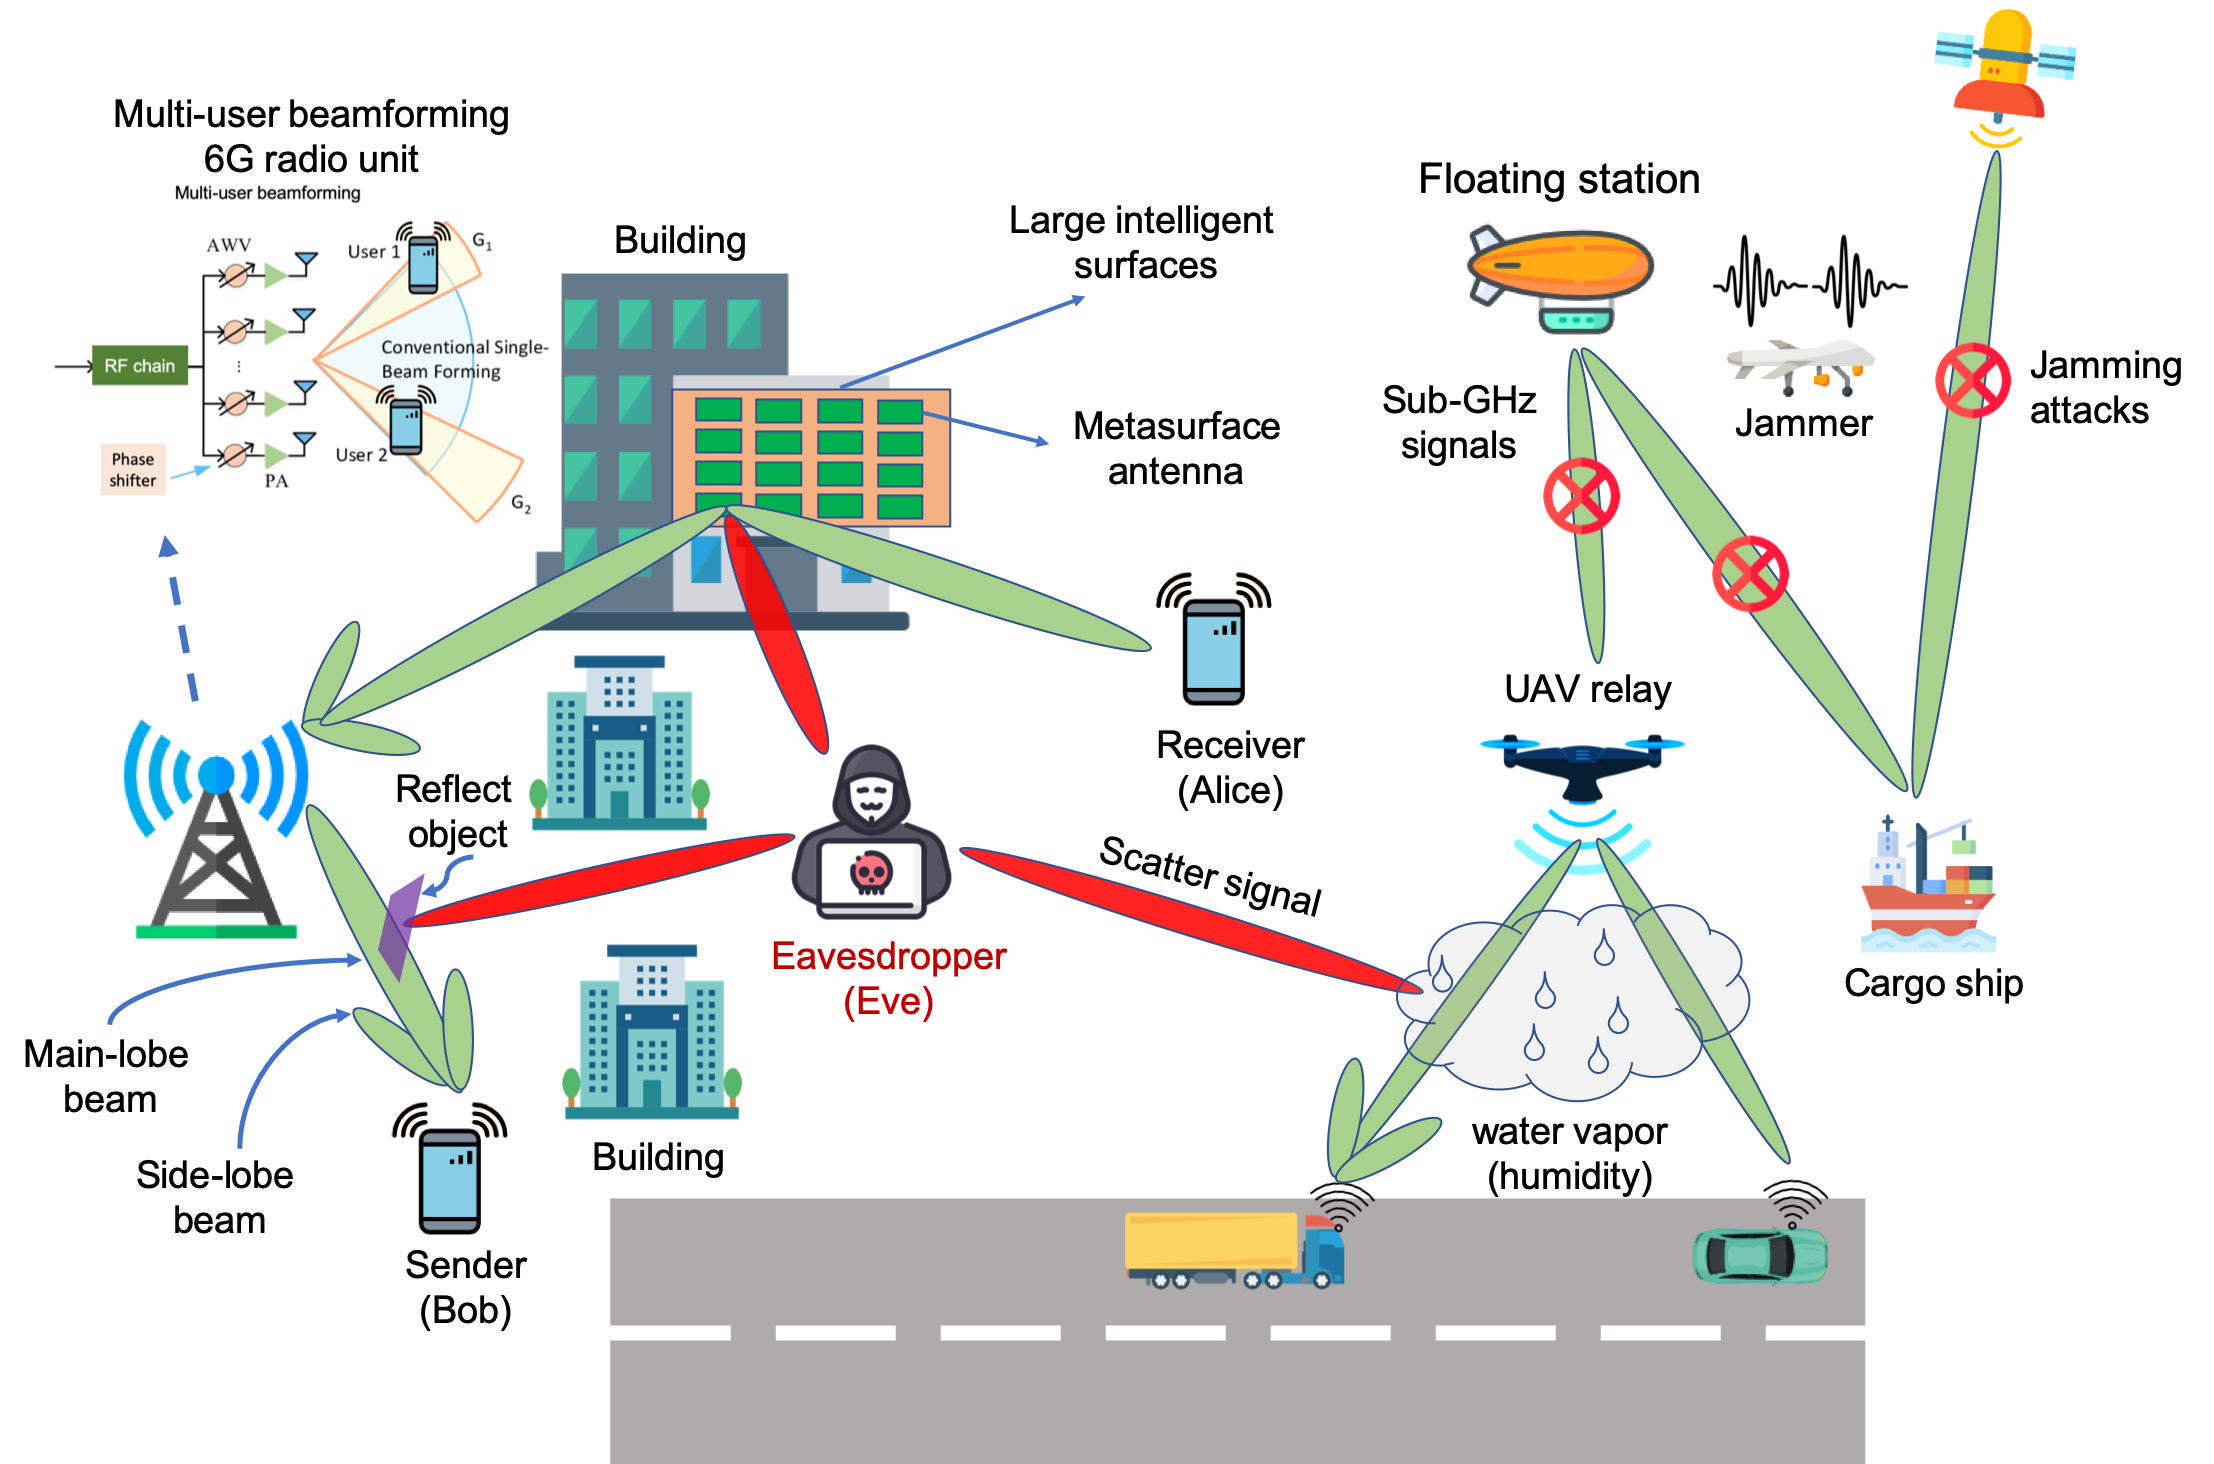 Multi-user beamforming
6G radio unit
Multi-user beamforming
AWV
User 1
G1
RF chain
Conventional Single-
Beam Forming
User 2
G2
Phase
shifter
PA
Building
Large intelligent
surfaces
Metasurface
antenna
Floating station
Sub-GHz
signals
Jammer
Jamming
attacks
UAV relay
Receiver
(Alice)
Reflect
object
Scatter signal
Eavesdropper
(Eve)
Cargo ship
Main-lobe
beam
Side-lobe
beam
Building
water vapor
(humidity)
Sender
(Bob)